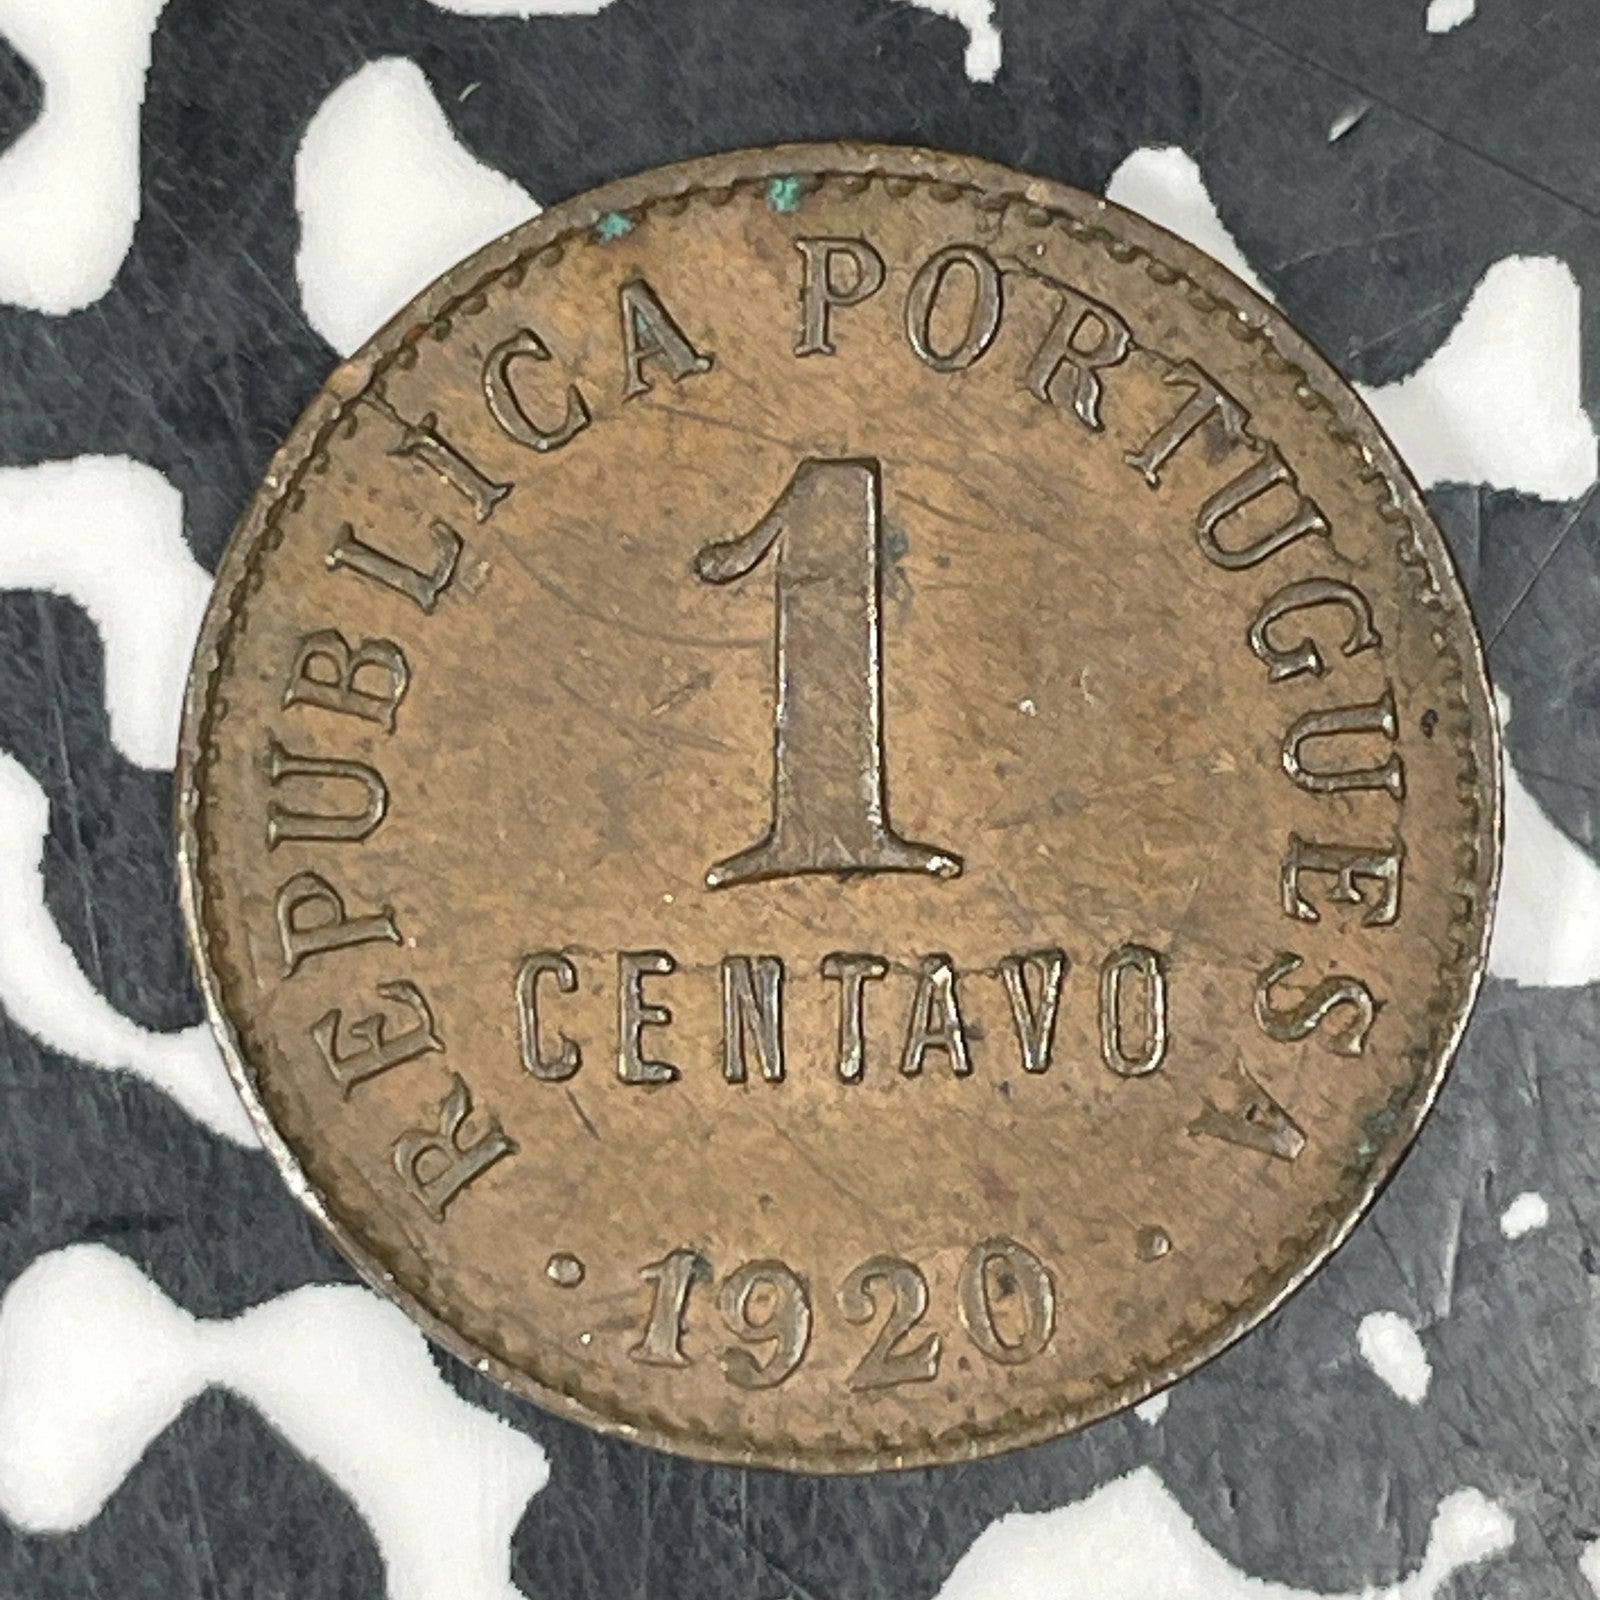 REPUBLICA PORTUGUESA
1
CENTAVO
· 1920 ·